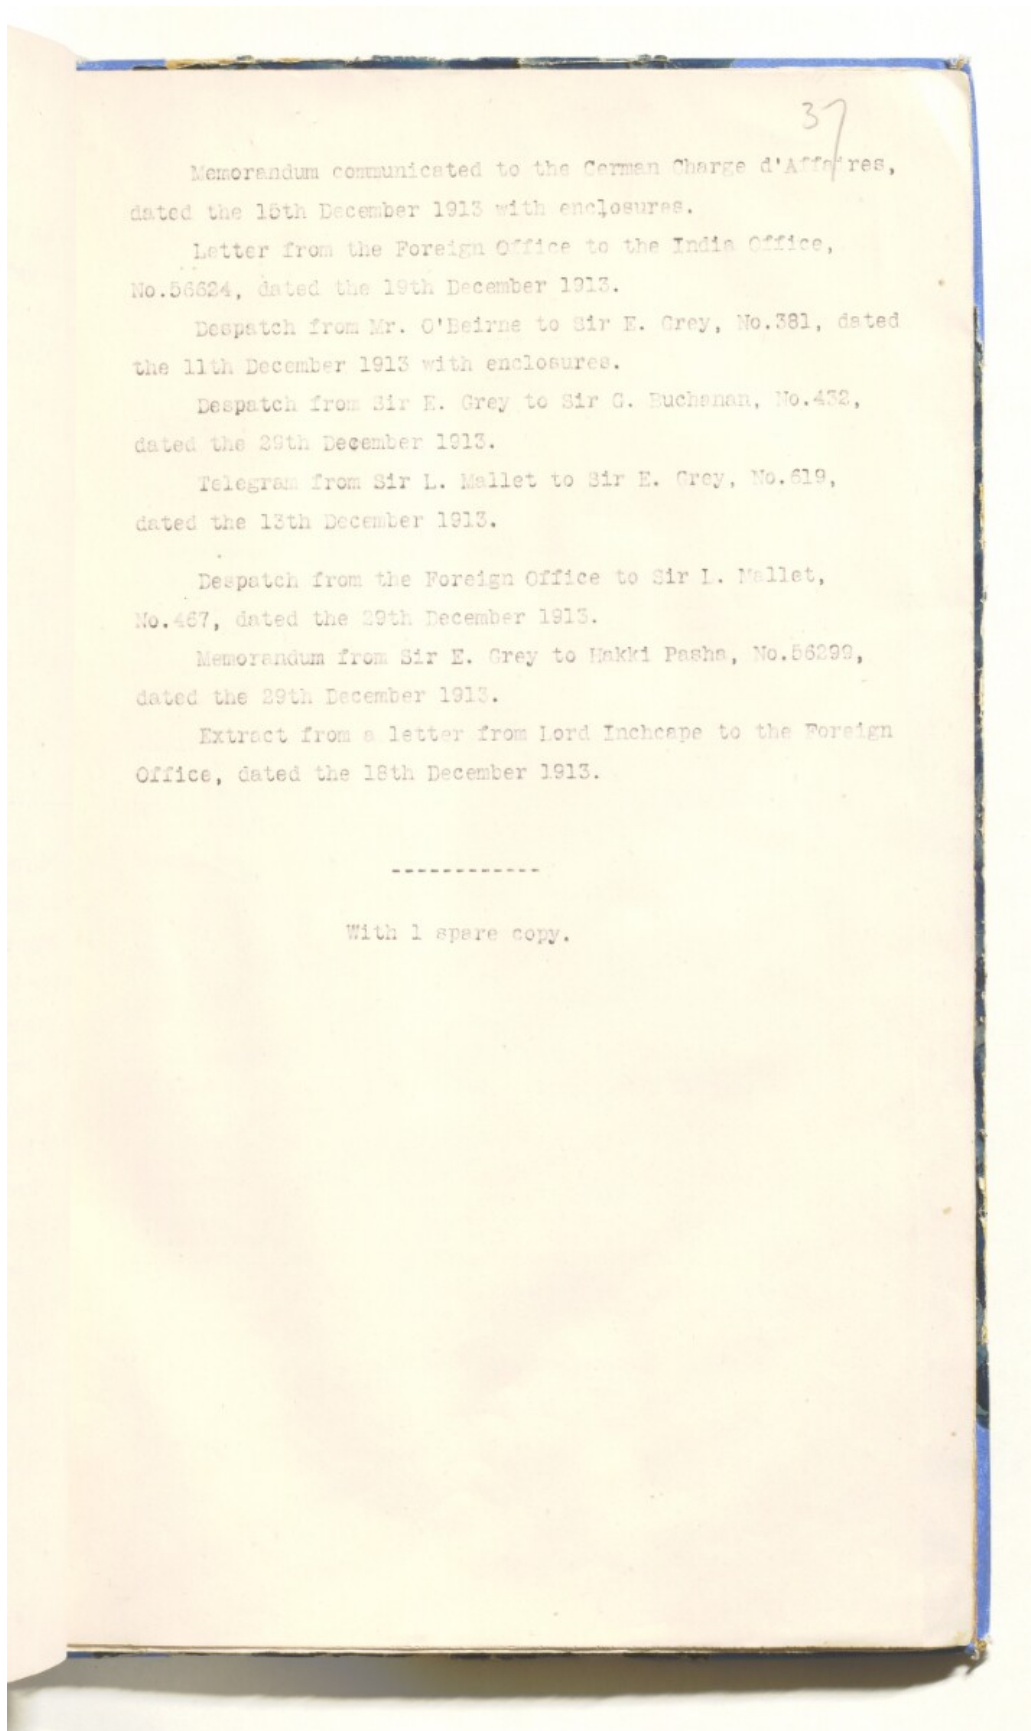 37
Memorandum communicated to the German Charge d'Affaires,
dated the 15th December 1913 with enclosures.
Letter from the Foreign Office to the India Office,
No.56624, dated the 19th December 1913.
Despatch from Mr. O'Beirne to Sir E. Grey, No.381, dated
the 11th December 1913 with enclosures.
Despatch from Sir E. Grey to Sir G. Buchanan, No.432,
dated the 29th December 1913.
Telegram from Sir L. Mallet to Sir E. Grey, No.619,
dated the 13th December 1913.
Despatch from the Foreign Office to Sir L. Mallet,
No.467, dated the 29th December 1913.
Memorandum from Sir E. Grey to Hakki Pasha, No.56299,
dated the 29th December 1913.
Extract from a letter from Lord Inchcape to the Foreign
Office, dated the 18th December 1913.
------------
With 1 spare copy.